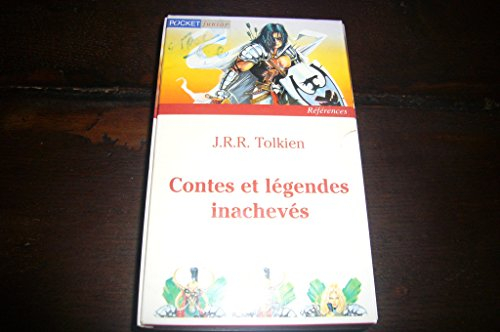 POCKET junior
Références
J.R.R. Tolkien
Contes et légendes
inachevés